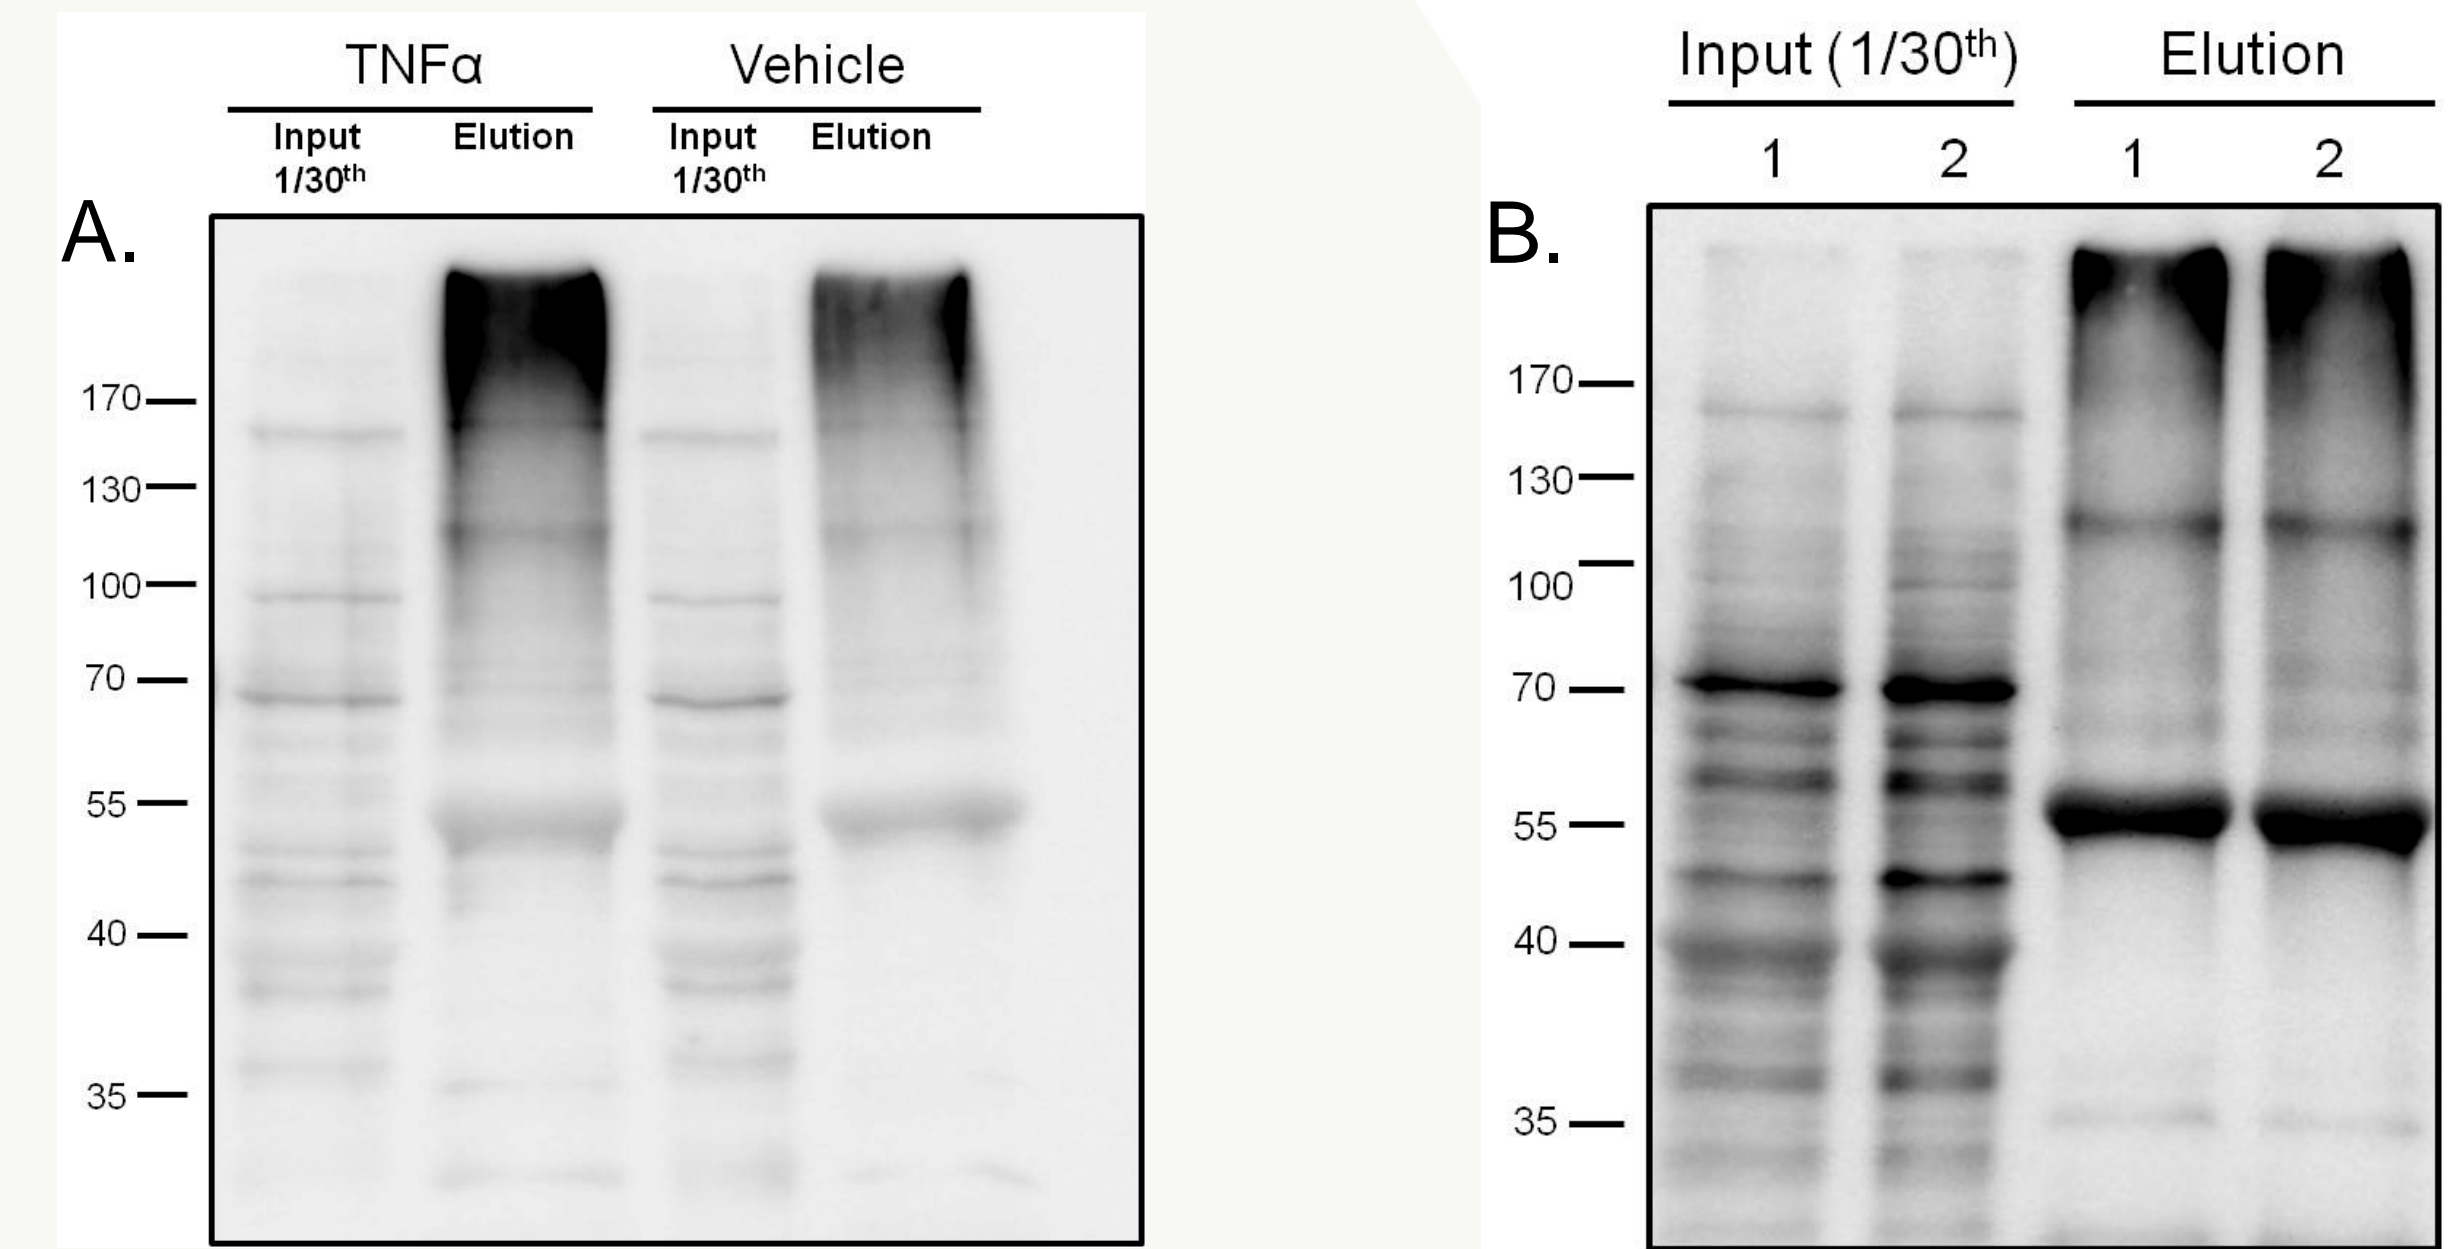 TNFα Vehicle
Input Elution Input Elution
1/30th 1/30th
A.
170
130
100
70
55
40
35
Input (1/30th) Elution
1 2 1 2
B.
170
130
100
70
55
40
35